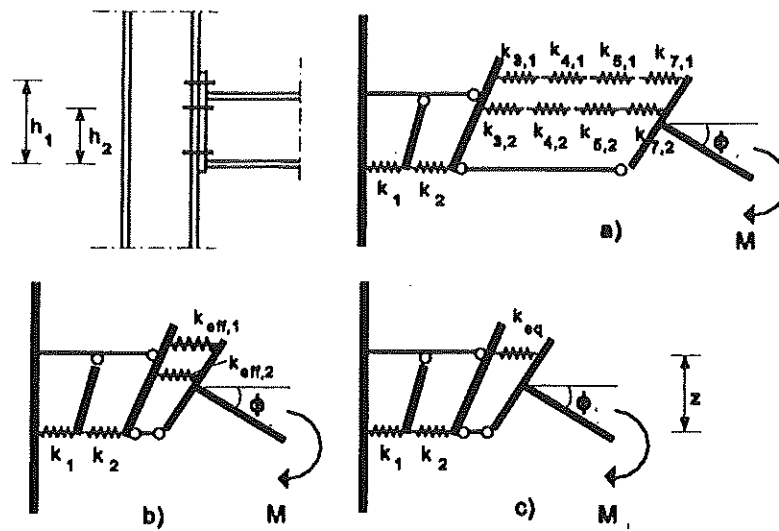 h1
h2
k3,1 k4,1 k5,1 k7,1
k3,2 k4,2 k5,2 k7,2
k1 k2
ϕ
M
a)
keff,1
keff,2
k1 k2
ϕ
b) M
keq
z
k1 k2
ϕ
c) M